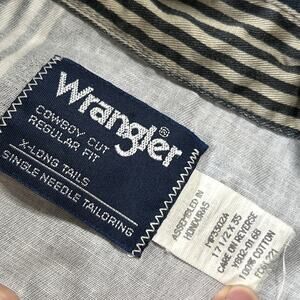 Wrangler®
COWBOY CUT
REGULAR FIT
X-LONG TAILS
SINGLE NEEDLE TAILORING
ASSEMBLED IN
HONDURAS
17 1/2 X 35
CARE ON REVERSE
100% COTTON